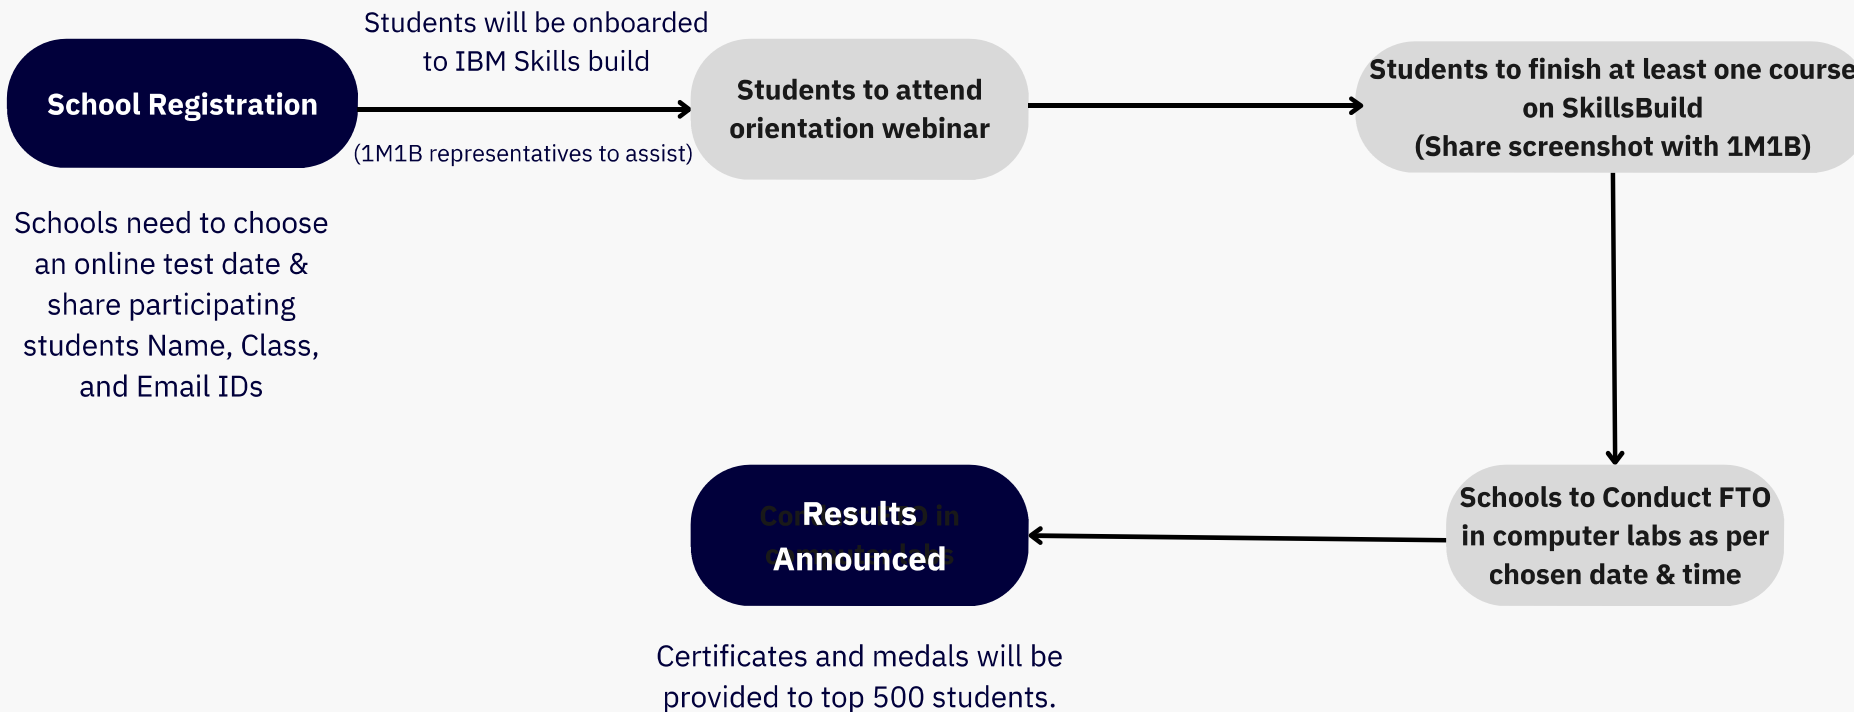 Students will be onboarded
to IBM Skills build
School Registration
(1M1B representatives to assist)
Students to attend
orientation webinar
Students to finish at least one course
on SkillsBuild
(Share screenshot with 1M1B)
Schools need to choose
an online test date &
share participating
students Name, Class,
and Email IDs
Schools to Conduct FTO
in computer labs as per
chosen date & time
Results
Announced
Certificates and medals will be
provided to top 500 students.